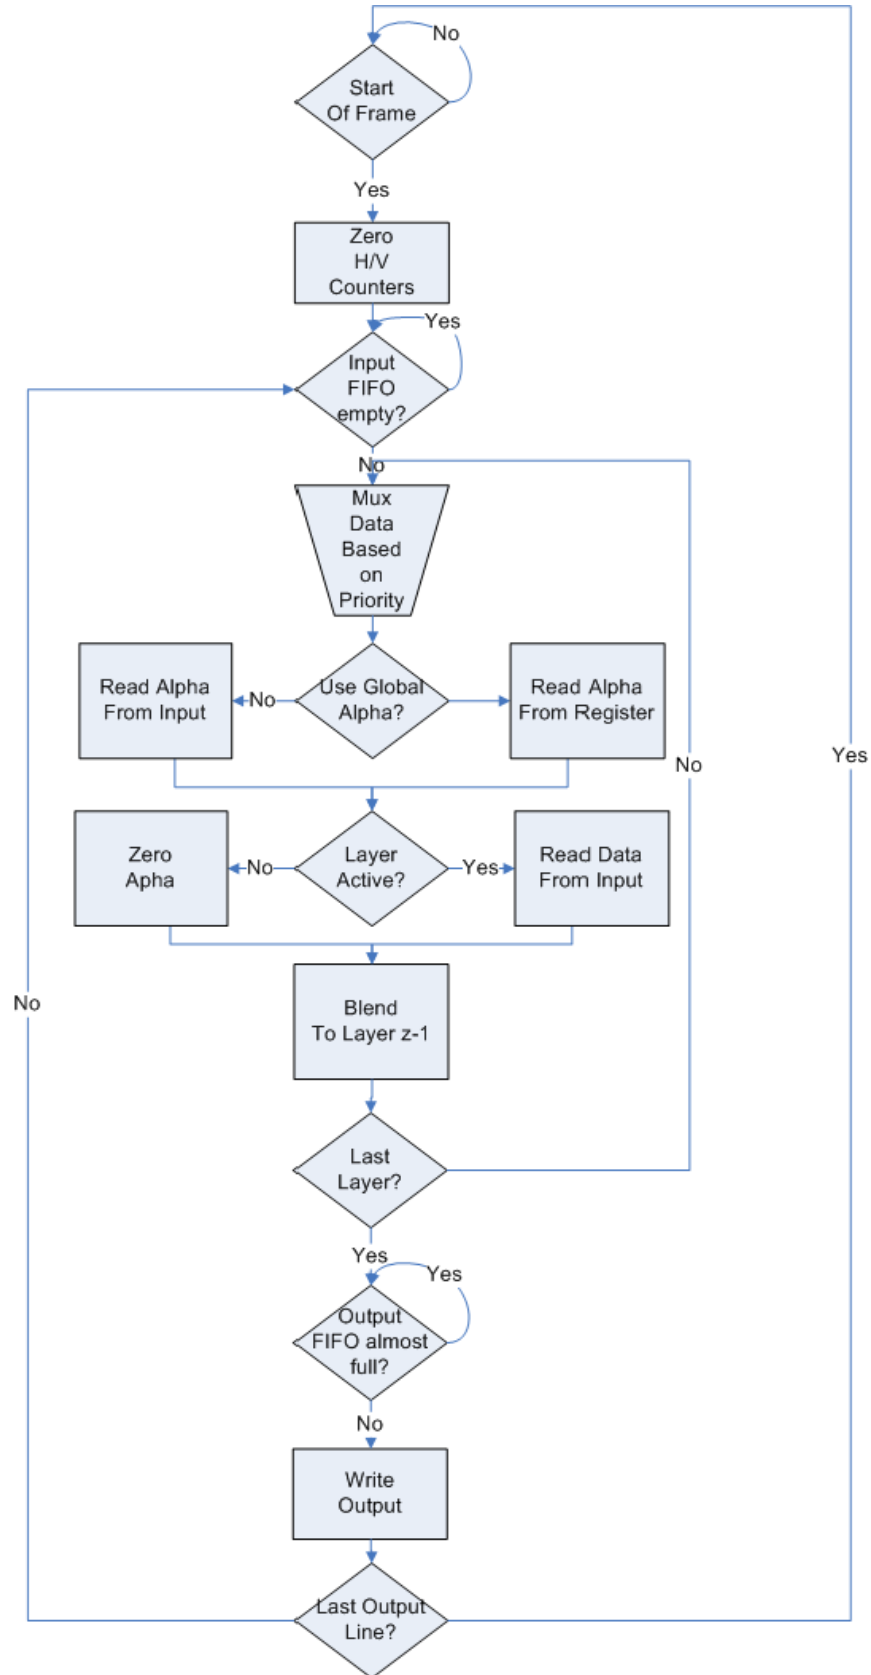 No
Start
Of Frame
Yes
Zero
H/V
Counters
Yes
Input
FIFO
empty?
No
Mux
Data
Based
on
Priority
Read Alpha
From Input
No
Use Global
Alpha?
Read Alpha
From Register
No
Yes
Zero
Apha
No
Layer
Active?
Yes
Read Data
From Input
No
Blend
To Layer z-1
Last
Layer?
Yes
Yes
Output
FIFO almost
full?
No
Write
Output
Last Output
Line?